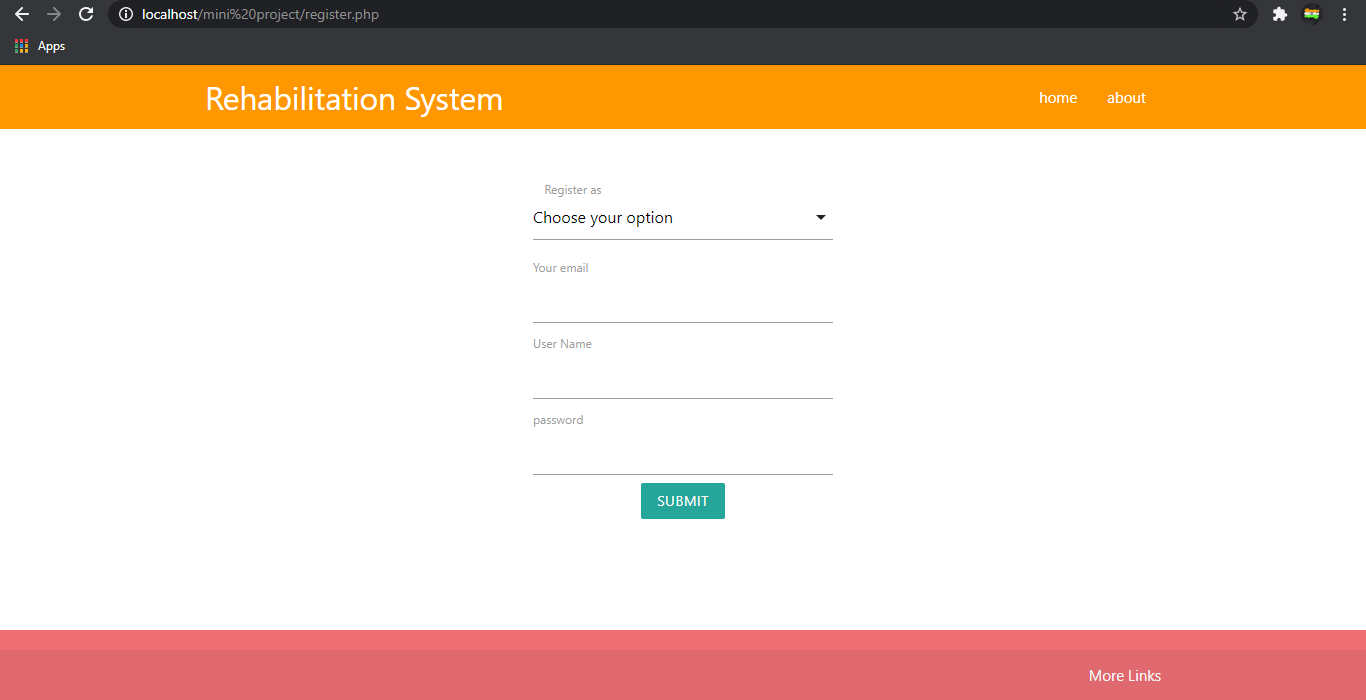 localhost/mini%20project/register.php
Apps
Rehabilitation System
home about
Register as
Choose your option
Your email
User Name
password
SUBMIT
More Links